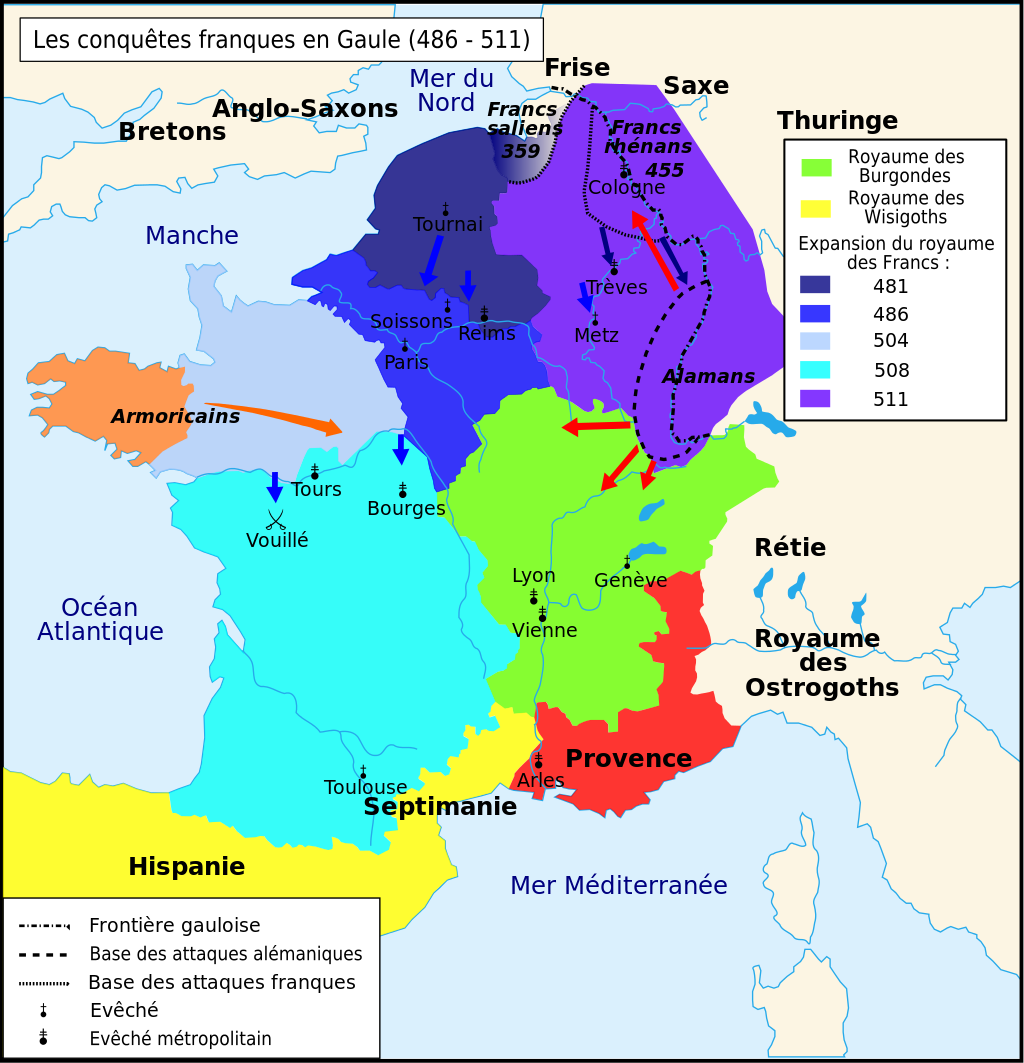 Les conquêtes franques en Gaule (486 - 511)
Mer du
Nord
Frise
Saxe
Anglo-Saxons
Bretons
Francs
saliens
359
Francs
rhénans
455
Thuringe
Cologne
Royaume des
Burgondes
Royaume des
Wisigoths
Expansion du royaume
des Francs :
481
486
504
508
511
Manche
Tournai
Trèves
Soissons
Reims
Metz
Paris
Alamans
Armoricains
Tours
Bourges
Vouillé
Rétie
Lyon
Genève
Vienne
Océan
Atlantique
Royaume
des
Ostrogoths
Provence
Arles
Toulouse
Septimanie
Hispanie
Mer Méditerranée
Frontière gauloise
Base des attaques alémaniques
Base des attaques franques
Evêché
Evêché métropolitain